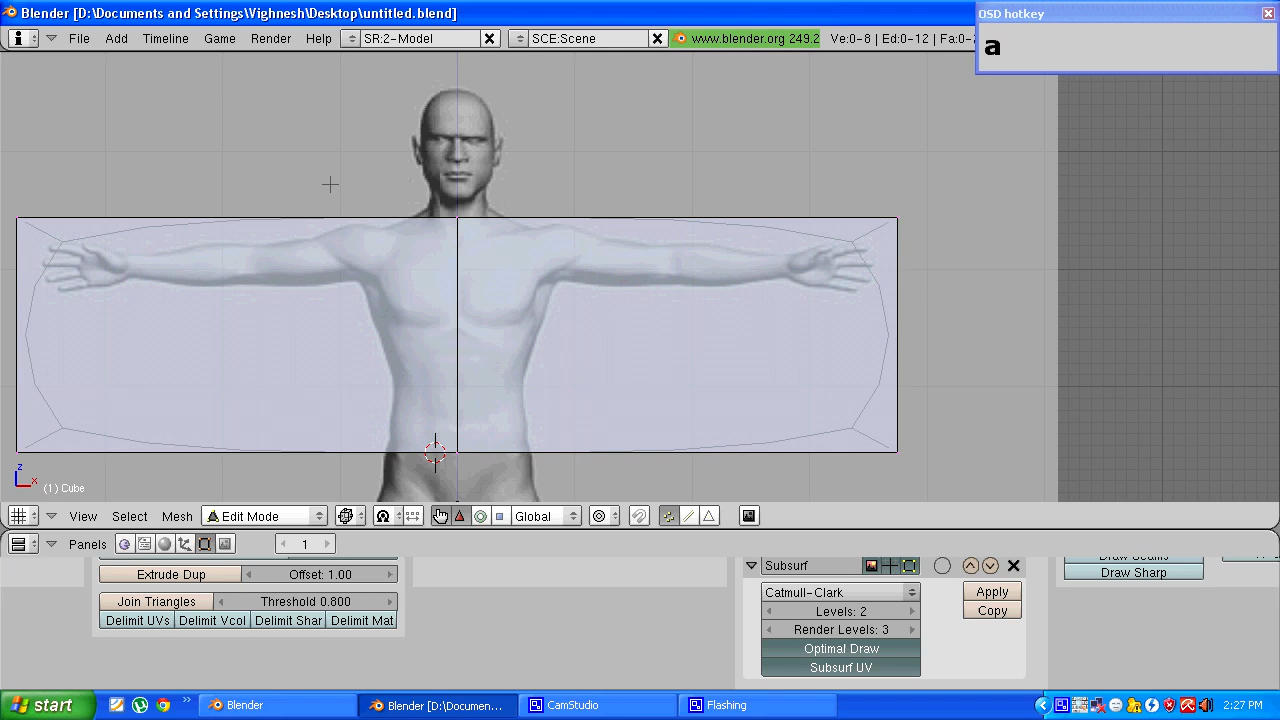 Blender [D:\Documents and Settings\Vighnesh\Desktop\untitled.blend]
OSD hotkey
a
File Add Timeline Game Render Help SR:2-Model SCE:Scene www.blender.org 249.2 Ve:0-8 | Ed:0-12 | Fa:0-
z
x
(1) Cube
View Select Mesh Edit Mode Global
Panels 1
Extrude Dup Offset: 1.00
Join Triangles Threshold 0.800
Delimit UVs Delimit Vcol Delimit Shar Delimit Mat
Subsurf
Catmull-Clark Apply
Levels: 2 Copy
Render Levels: 3
Optimal Draw
Subsurf UV
Draw Sharp
start Blender Blender [D:\Documen... CamStudio Flashing 2:27 PM